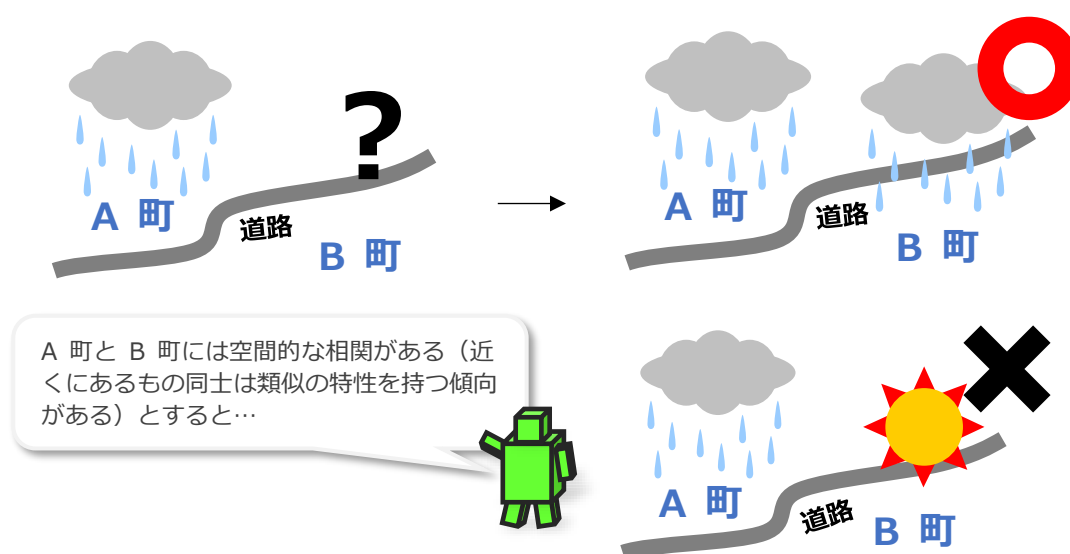 ?
A 町
道路
B 町
A 町
道路
B 町
A 町と B 町には空間的な相関がある（近
くにあるもの同士は類似の特性を持つ傾向
がある）とすると…
A 町
道路
B 町